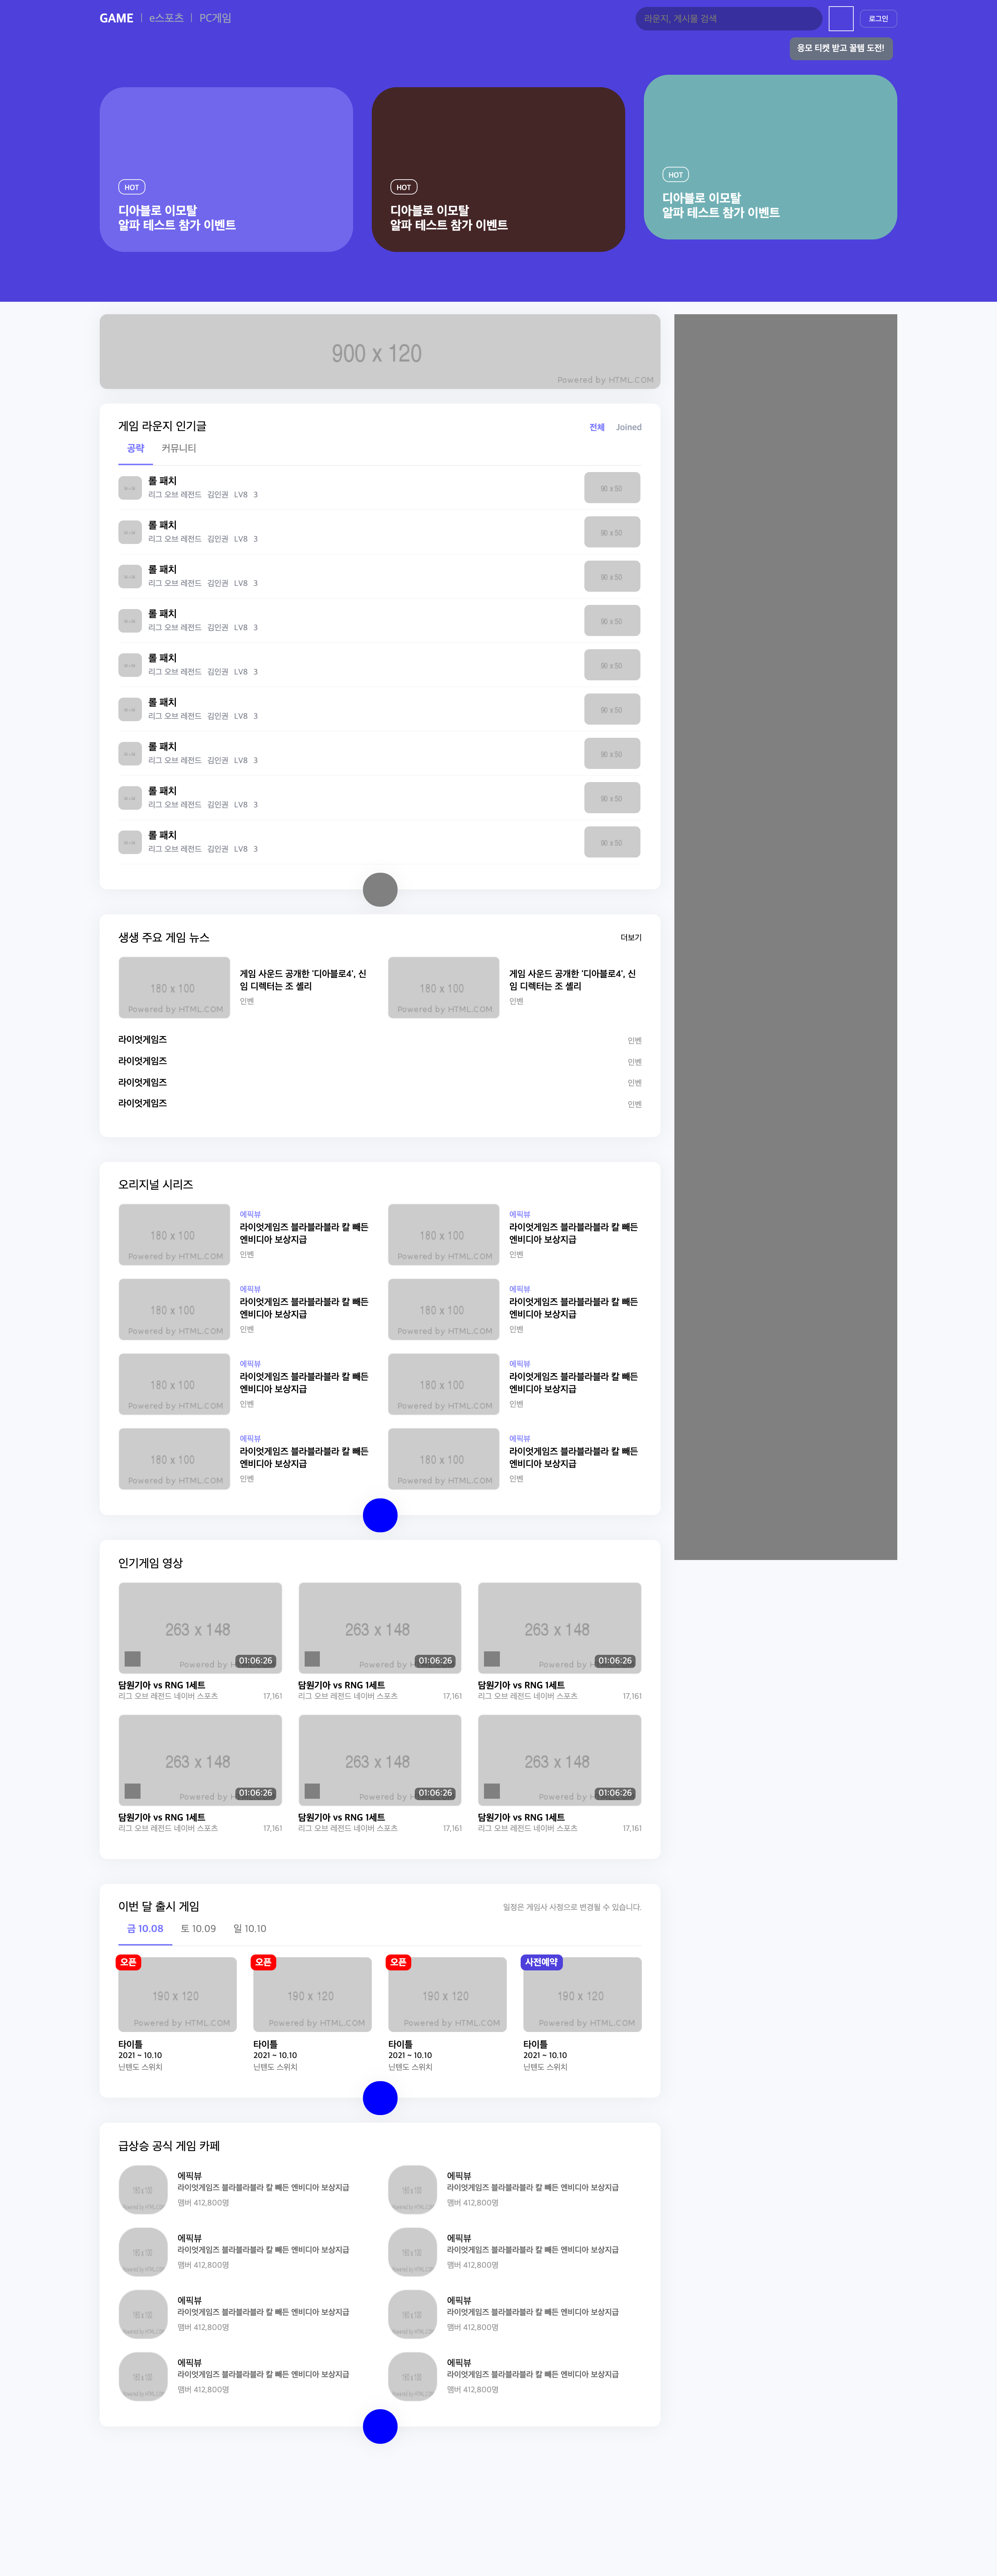 GAME | e스포츠 | PC게임
라운지, 게시물 검색
로그인
응모 티켓 받고 꿀템 도전!
HOT
디아블로 이모탈
알파 테스트 참가 이벤트
HOT
디아블로 이모탈
알파 테스트 참가 이벤트
HOT
디아블로 이모탈
알파 테스트 참가 이벤트
900 x 120
Powered by HTML.COM
게임 라운지 인기글
전체 Joined
공략 커뮤니티
롤 패치
리그 오브 레전드 김인권 LV8 3
90 x 50
롤 패치
리그 오브 레전드 김인권 LV8 3
90 x 50
롤 패치
리그 오브 레전드 김인권 LV8 3
90 x 50
롤 패치
리그 오브 레전드 김인권 LV8 3
90 x 50
롤 패치
리그 오브 레전드 김인권 LV8 3
90 x 50
롤 패치
리그 오브 레전드 김인권 LV8 3
90 x 50
롤 패치
리그 오브 레전드 김인권 LV8 3
90 x 50
롤 패치
리그 오브 레전드 김인권 LV8 3
90 x 50
롤 패치
리그 오브 레전드 김인권 LV8 3
90 x 50
생생 주요 게임 뉴스
더보기
180 x 100
Powered by HTML.COM
게임 사운드 공개한 '디아블로4', 신
임 디렉터는 조 셸리
인벤
180 x 100
Powered by HTML.COM
게임 사운드 공개한 '디아블로4', 신
임 디렉터는 조 셸리
인벤
라이엇게임즈 인벤
라이엇게임즈 인벤
라이엇게임즈 인벤
라이엇게임즈 인벤
오리지널 시리즈
180 x 100
Powered by HTML.COM
에픽뷰
라이엇게임즈 블라블라블라 칼 빼든
엔비디아 보상지급
인벤
180 x 100
Powered by HTML.COM
에픽뷰
라이엇게임즈 블라블라블라 칼 빼든
엔비디아 보상지급
인벤
180 x 100
Powered by HTML.COM
에픽뷰
라이엇게임즈 블라블라블라 칼 빼든
엔비디아 보상지급
인벤
180 x 100
Powered by HTML.COM
에픽뷰
라이엇게임즈 블라블라블라 칼 빼든
엔비디아 보상지급
인벤
180 x 100
Powered by HTML.COM
에픽뷰
라이엇게임즈 블라블라블라 칼 빼든
엔비디아 보상지급
인벤
180 x 100
Powered by HTML.COM
에픽뷰
라이엇게임즈 블라블라블라 칼 빼든
엔비디아 보상지급
인벤
180 x 100
Powered by HTML.COM
에픽뷰
라이엇게임즈 블라블라블라 칼 빼든
엔비디아 보상지급
인벤
180 x 100
Powered by HTML.COM
에픽뷰
라이엇게임즈 블라블라블라 칼 빼든
엔비디아 보상지급
인벤
인기게임 영상
263 x 148
Powered by
01:06:26
담원기아 vs RNG 1세트
리그 오브 레전드 네이버 스포츠 17,161
263 x 148
Powered by
01:06:26
담원기아 vs RNG 1세트
리그 오브 레전드 네이버 스포츠 17,161
263 x 148
Powered by
01:06:26
담원기아 vs RNG 1세트
리그 오브 레전드 네이버 스포츠 17,161
263 x 148
Powered by
01:06:26
담원기아 vs RNG 1세트
리그 오브 레전드 네이버 스포츠 17,161
263 x 148
Powered by
01:06:26
담원기아 vs RNG 1세트
리그 오브 레전드 네이버 스포츠 17,161
263 x 148
Powered by
01:06:26
담원기아 vs RNG 1세트
리그 오브 레전드 네이버 스포츠 17,161
이번 달 출시 게임
일정은 게임사 사정으로 변경될 수 있습니다.
금 10.08 토 10.09 일 10.10
오픈
190 x 120
Powered by HTML.COM
타이틀
2021 ~ 10.10
닌텐도 스위치
오픈
190 x 120
Powered by HTML.COM
타이틀
2021 ~ 10.10
닌텐도 스위치
오픈
190 x 120
Powered by HTML.COM
타이틀
2021 ~ 10.10
닌텐도 스위치
사전예약
190 x 120
Powered by HTML.COM
타이틀
2021 ~ 10.10
닌텐도 스위치
급상승 공식 게임 카페
에픽뷰
라이엇게임즈 블라블라블라 칼 빼든 엔비디아 보상지급
멤버 412,800명
에픽뷰
라이엇게임즈 블라블라블라 칼 빼든 엔비디아 보상지급
멤버 412,800명
에픽뷰
라이엇게임즈 블라블라블라 칼 빼든 엔비디아 보상지급
멤버 412,800명
에픽뷰
라이엇게임즈 블라블라블라 칼 빼든 엔비디아 보상지급
멤버 412,800명
에픽뷰
라이엇게임즈 블라블라블라 칼 빼든 엔비디아 보상지급
멤버 412,800명
에픽뷰
라이엇게임즈 블라블라블라 칼 빼든 엔비디아 보상지급
멤버 412,800명
에픽뷰
라이엇게임즈 블라블라블라 칼 빼든 엔비디아 보상지급
멤버 412,800명
에픽뷰
라이엇게임즈 블라블라블라 칼 빼든 엔비디아 보상지급
멤버 412,800명